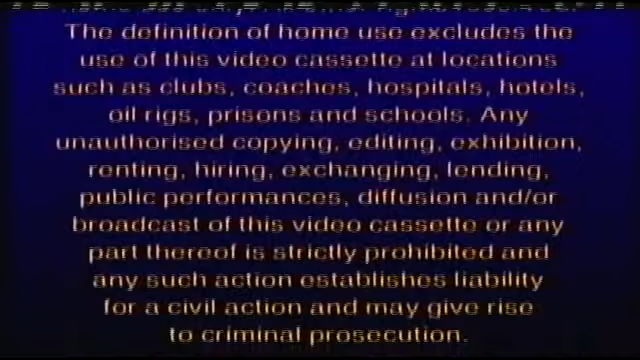 The definition of home use excludes the
use of this video cassette at locations
such as clubs, coaches, hospitals, hotels,
oil rigs, prisons and schools. Any
unauthorised copying, editing, exhibition,
renting, hiring, exchanging, lending,
public performances, diffusion and/or
broadcast of this video cassette or any
part thereof is strictly prohibited and
any such action establishes liability
for a civil action and may give rise
to criminal prosecution.